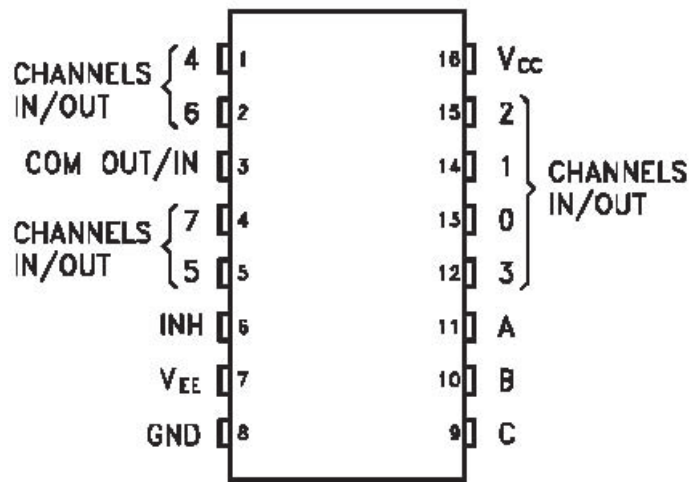 CHANNELS
IN/OUT
4 1
6 2
COM OUT/IN 3
CHANNELS
IN/OUT
7 4
5 5
INH 6
VEE 7
GND 8
16 VCC
15 2
14 1
13 0
12 3
CHANNELS
IN/OUT
11 A
10 B
9 C